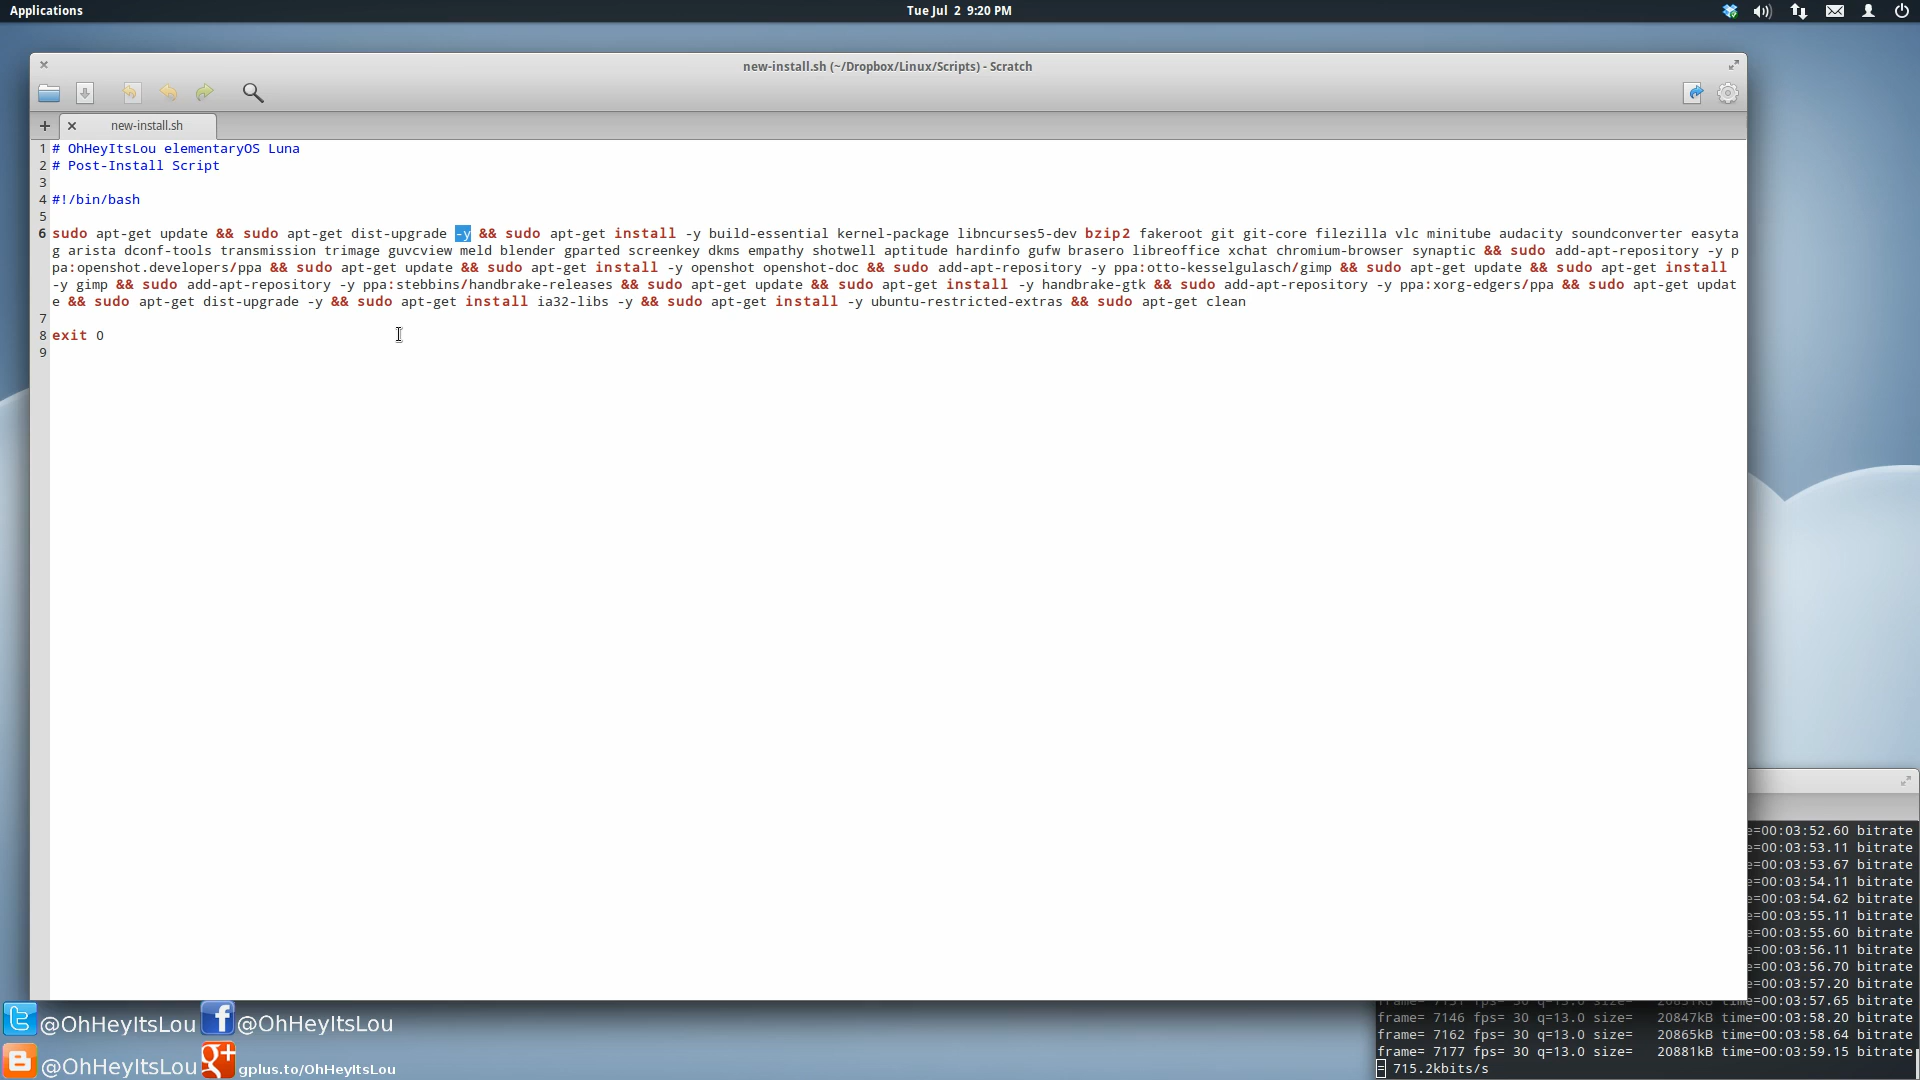 Applications
Tue Jul 2 9:20 PM
new-install.sh (~/Dropbox/Linux/Scripts) - Scratch
+ × new-install.sh
1 # OhHeyItsLou elementaryOS Luna
2 # Post-Install Script
3
4 #!/bin/bash
5
6 sudo apt-get update && sudo apt-get dist-upgrade -y && sudo apt-get install -y build-essential kernel-package libncurses5-dev bzip2 fakeroot git git-core filezilla vlc minitube audacity soundconverter easyta
g arista dconf-tools transmission trimage guvcview meld blender gparted screenkey dkms empathy shotwell aptitude hardinfo gufw brasero libreoffice xchat chromium-browser synaptic && sudo add-apt-repository -y p
pa:openshot.developers/ppa && sudo apt-get update && sudo apt-get install -y openshot openshot-doc && sudo add-apt-repository -y ppa:otto-kesselgulasch/gimp && sudo apt-get update && sudo apt-get install
-y gimp && sudo add-apt-repository -y ppa:stebbins/handbrake-releases && sudo apt-get update && sudo apt-get install -y handbrake-gtk && sudo add-apt-repository -y ppa:xorg-edgers/ppa && sudo apt-get updat
e && sudo apt-get dist-upgrade -y && sudo apt-get install ia32-libs -y && sudo apt-get install -y ubuntu-restricted-extras && sudo apt-get clean
7
8 exit 0
9
e=00:03:52.60 bitrate
e=00:03:53.11 bitrate
e=00:03:53.67 bitrate
e=00:03:54.11 bitrate
e=00:03:54.62 bitrate
e=00:03:55.11 bitrate
e=00:03:55.60 bitrate
e=00:03:56.11 bitrate
e=00:03:56.70 bitrate
e=00:03:57.20 bitrate
e=00:03:57.65 bitrate
frame= 7146 fps= 30 q=13.0 size= 20847kB time=00:03:58.20 bitrate
frame= 7162 fps= 30 q=13.0 size= 20865kB time=00:03:58.64 bitrate
frame= 7177 fps= 30 q=13.0 size= 20881kB time=00:03:59.15 bitrate
= 715.2kbits/s
@OhHeyItsLou @OhHeyItsLou
@OhHeyItsLou gplus.to/OhHeyItsLou